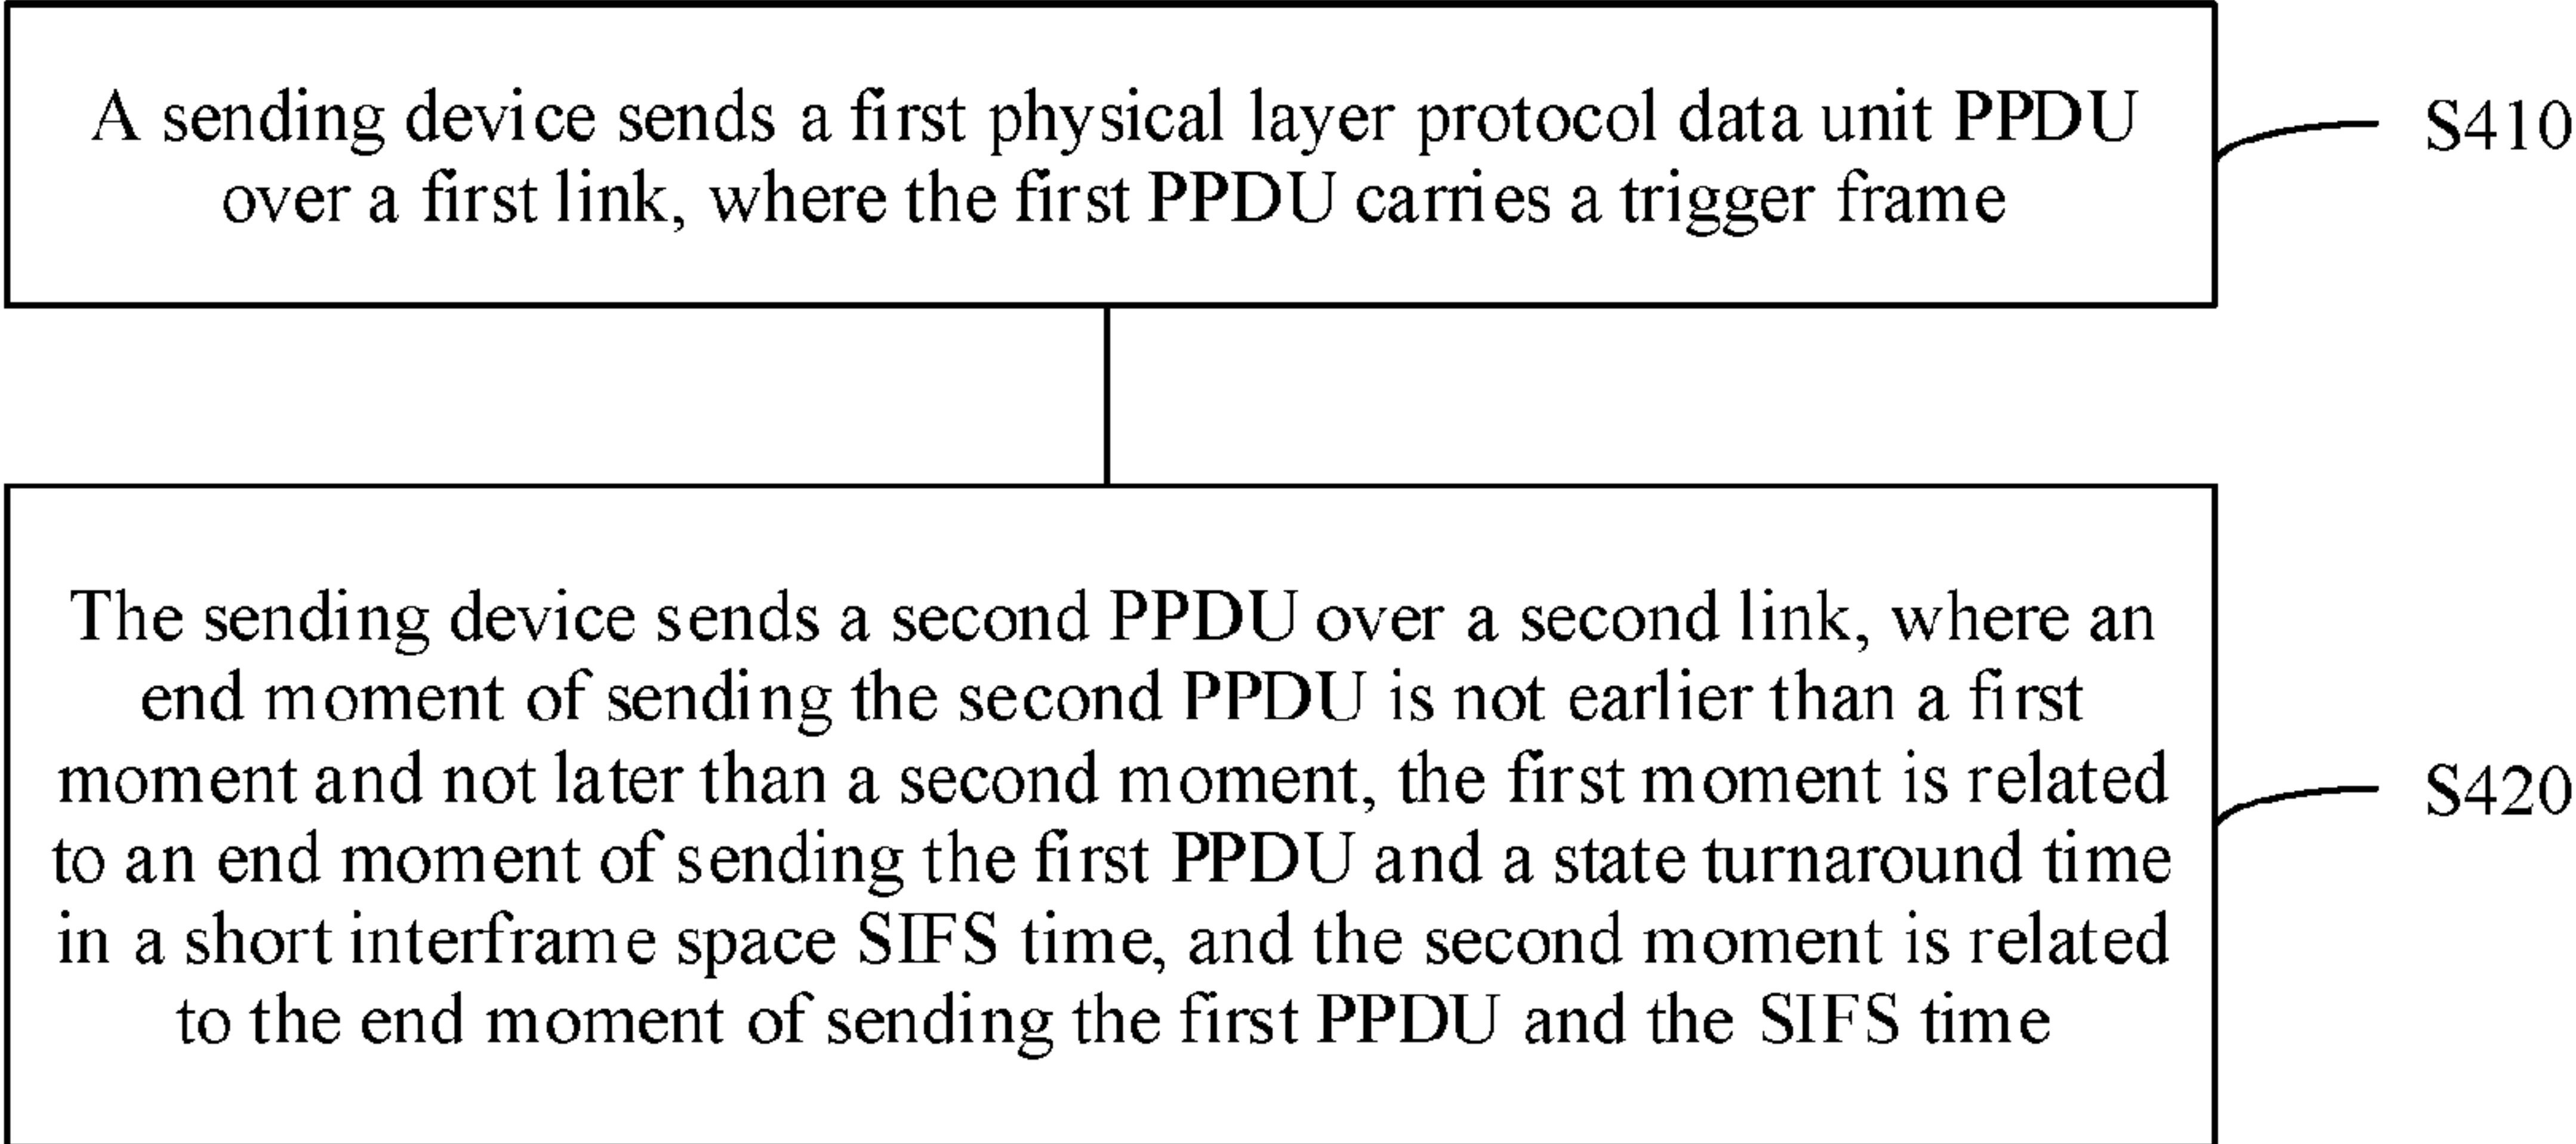 A sending device sends a first physical layer protocol data unit PPDU
over a first link, where the first PPDU carries a trigger frame
S410
The sending device sends a second PPDU over a second link, where an
end moment of sending the second PPDU is not earlier than a first
moment and not later than a second moment, the first moment is related
to an end moment of sending the first PPDU and a state turnaround time
in a short interframe space SIFS time, and the second moment is related
to the end moment of sending the first PPDU and the SIFS time
S420